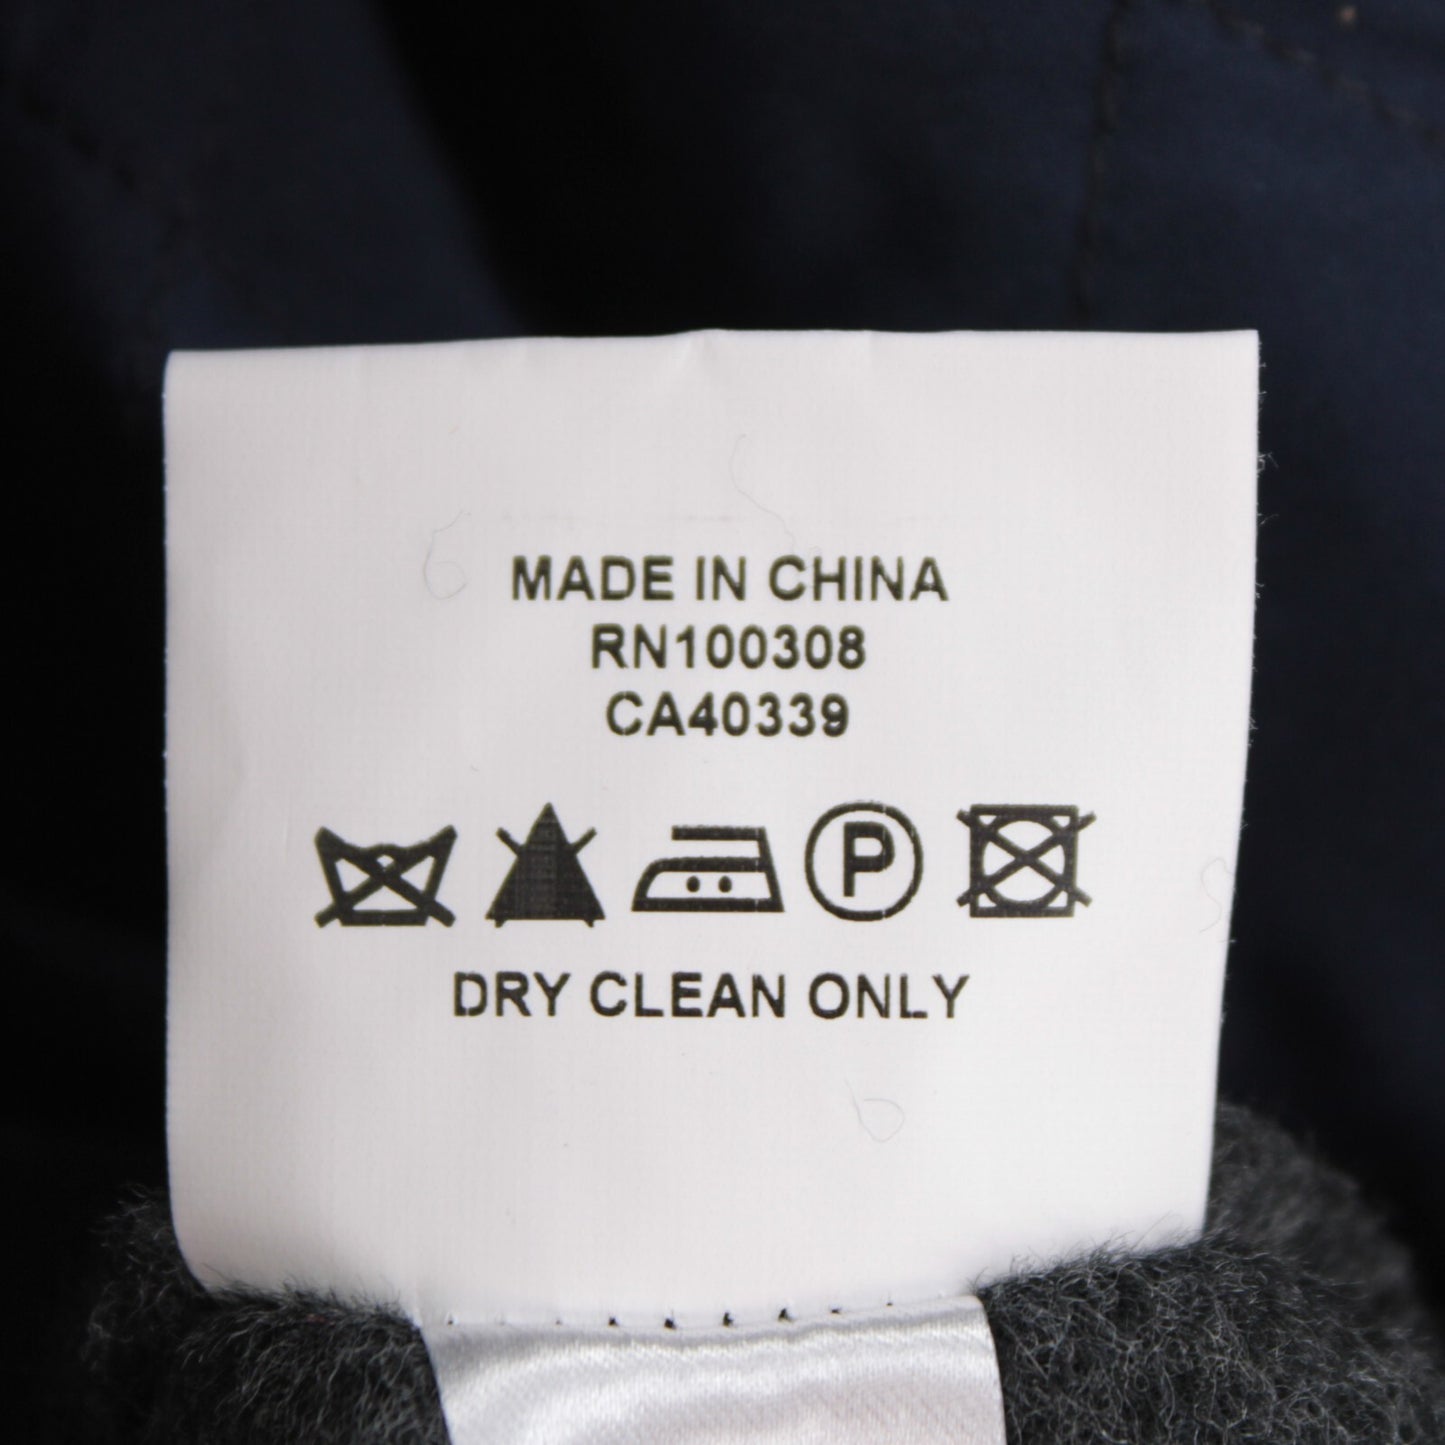 MADE IN CHINA
RN100308
CA40339
P
DRY CLEAN ONLY